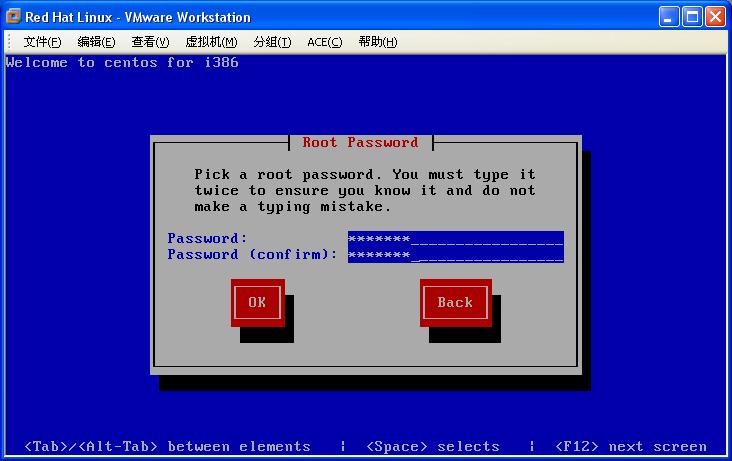 Red Hat Linux - VMware Workstation
文件(F) 编辑(E) 查看(V) 虚拟机(M) 分组(T) ACE(C) 帮助(H)
Welcome to centos for i386
Root Password
Pick a root password. You must type it
twice to ensure you know it and do not
make a typing mistake.
Password: *******_________________
Password (confirm): *******_________________
OK Back
<Tab>/<Alt-Tab> between elements | <Space> selects | <F12> next screen